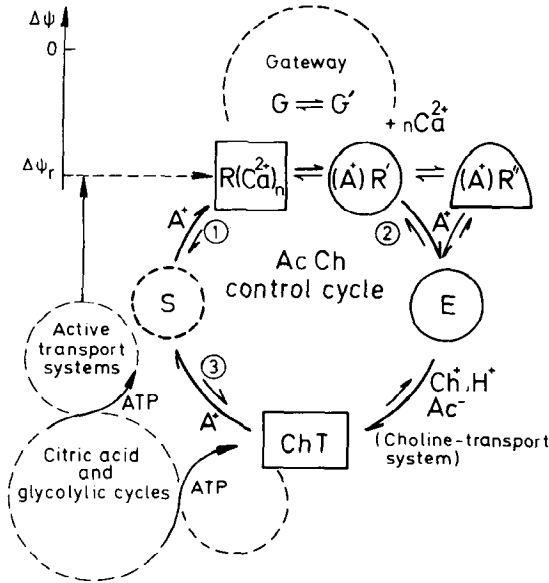 Δψ
0
Gateway
G ⇌ G′
+ nCa²⁺
Δψr
R(Ca²⁺)n ⇌ (A⁺) R′ ⇌ (A⁺) R″
A⁺
①
②
A⁺
AcCh
control cycle
S
E
Active
transport
systems
③
A⁺
Ch⁺, H⁺
Ac⁻
(Choline-transport
system)
ATP
ChT
Citric acid
and
glycolylic cycles
ATP